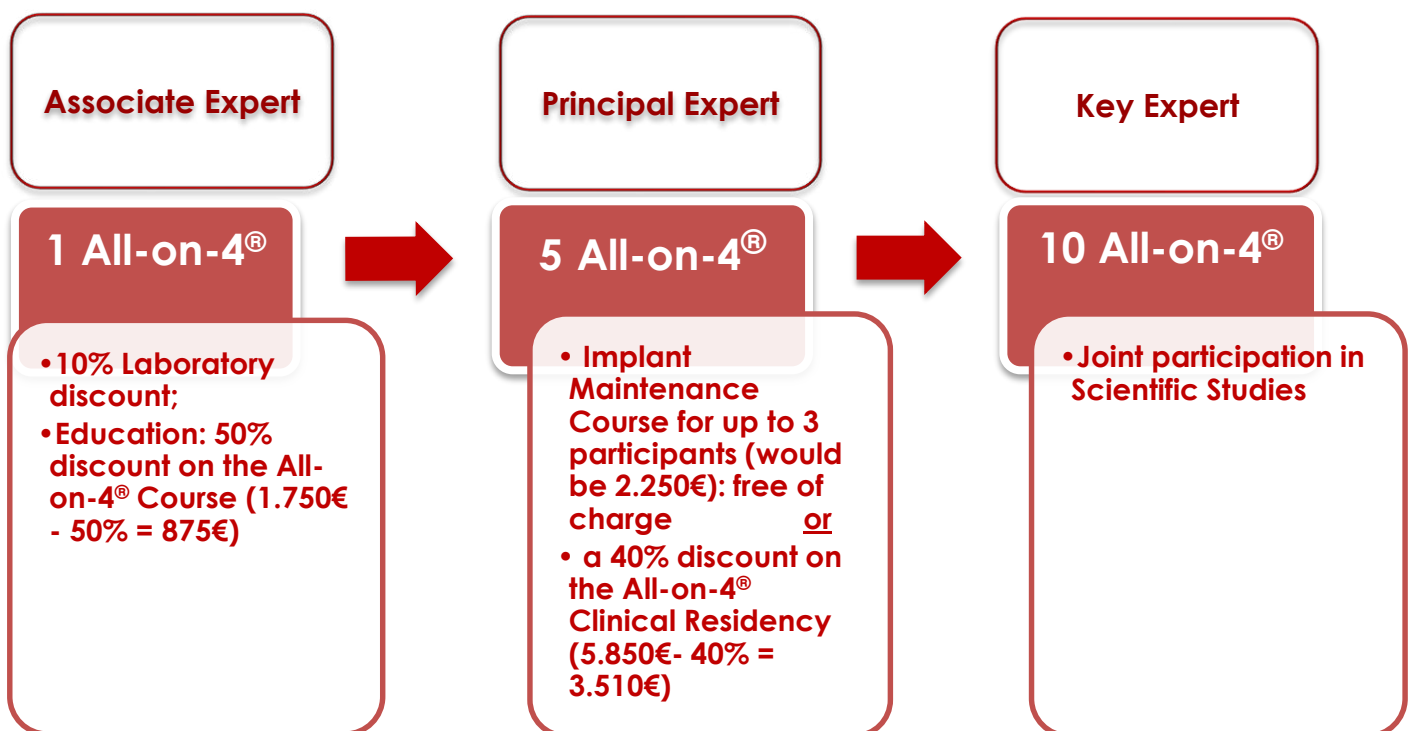 Associate Expert
1 All-on-4®
•10% Laboratory
discount;
•Education: 50%
discount on the All-
on-4® Course (1.750€
- 50% = 875€)
Principal Expert
5 All-on-4®
• Implant
Maintenance
Course for up to 3
participants (would
be 2.250€): free of
charge or
• a 40% discount on
the All-on-4®
Clinical Residency
(5.850€- 40% =
3.510€)
Key Expert
10 All-on-4®
•Joint participation in
Scientific Studies